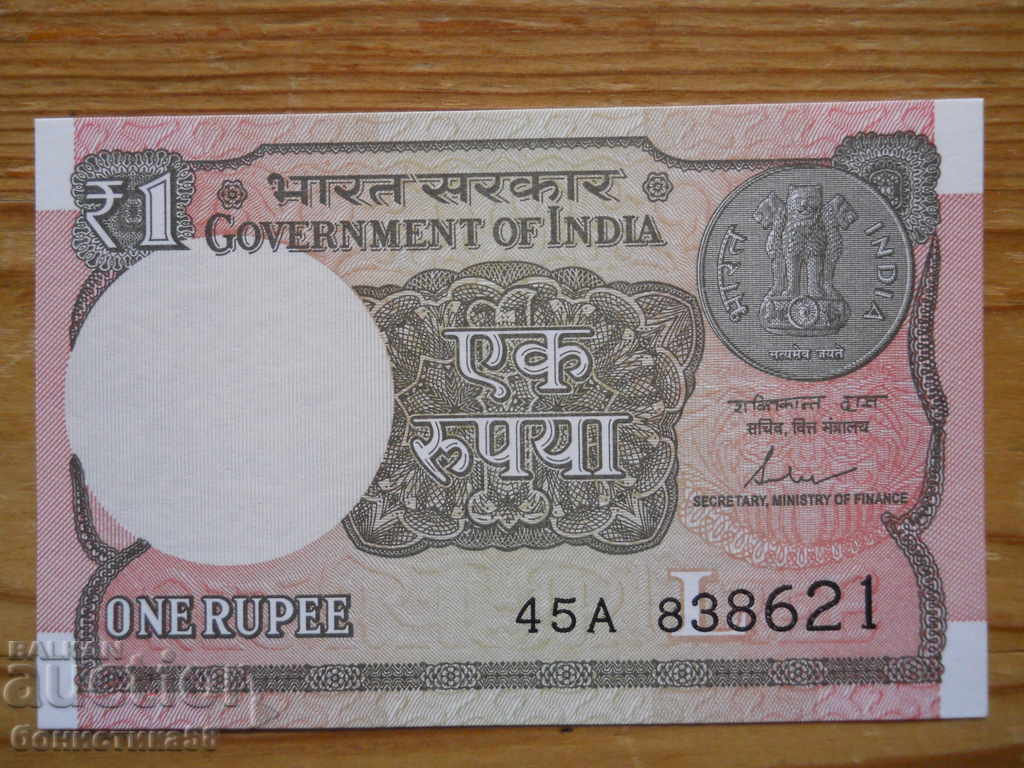 ₹1
भारत सरकार
GOVERNMENT OF INDIA
भारत
INDIA
सत्यमेव जयते
एक
रुपया
शक्तिकान्त दास
सचिव, वित्त मंत्रालय
SECRETARY, MINISTRY OF FINANCE
L
ONE RUPEE
45A 838621
BALKAN
auction
бонистика58